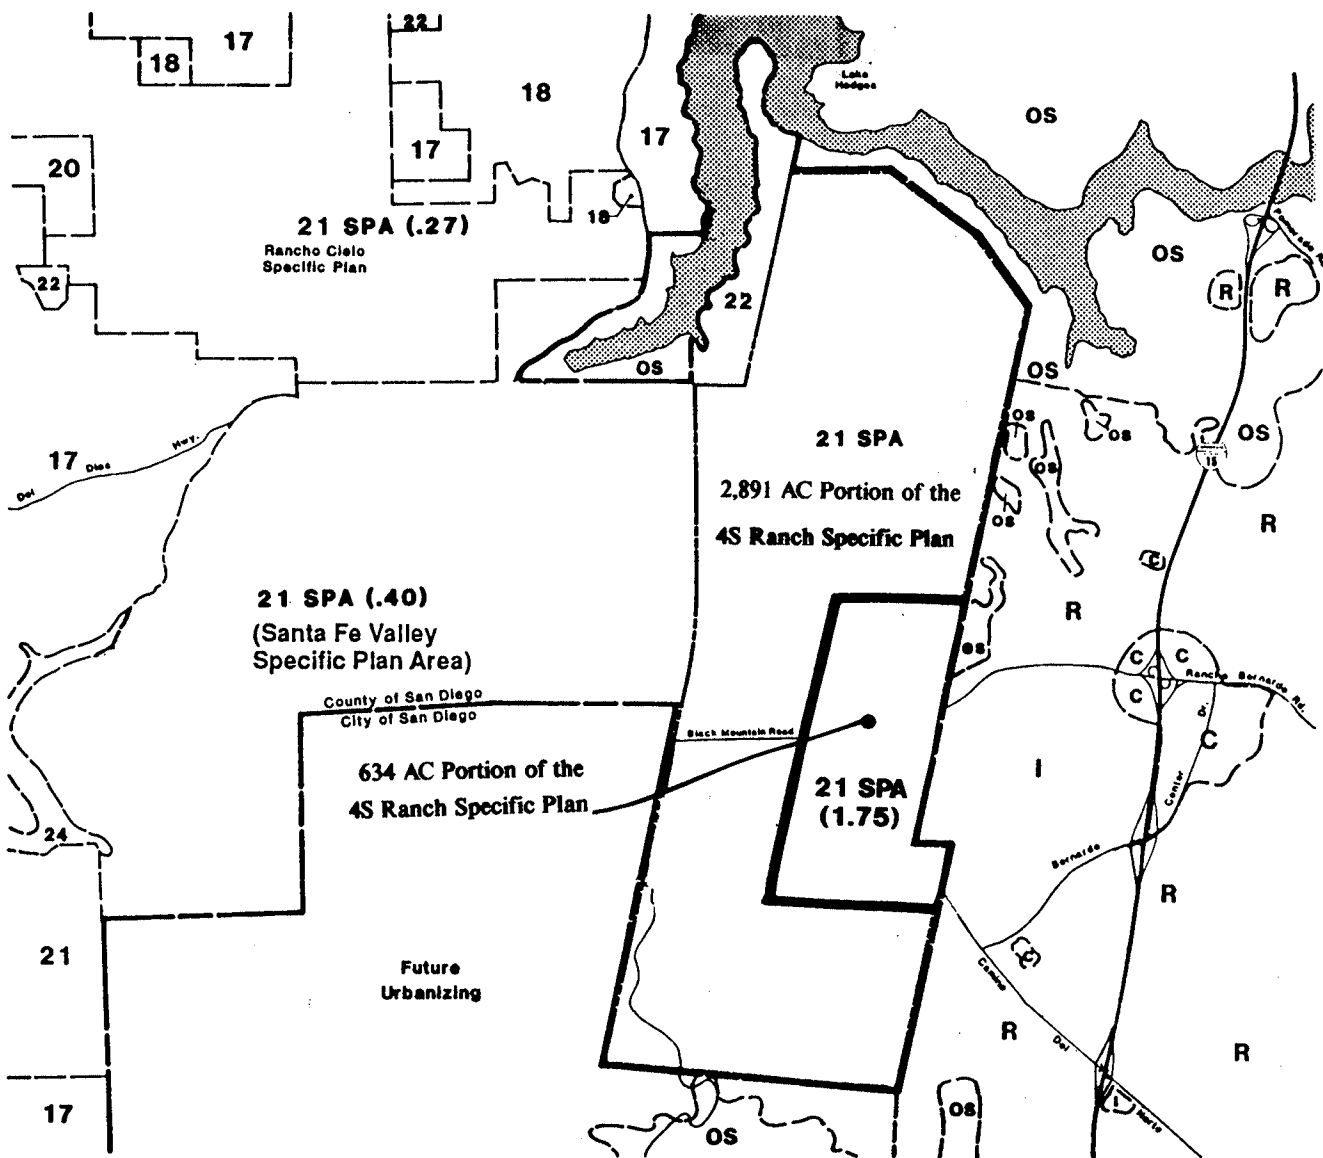 22
17
18
18
Lake
Hodges
OS
17
17
20
18
21 SPA (.27)
Rancho Cielo
Specific Plan
OS
R
R
22
22
OS
OS
21 SPA
OS
OS
OS
15
17
Del
Dios
Hwy.
2,891 AC Portion of the
4S Ranch Specific Plan
OS
OS
R
C
21 SPA (.40)
(Santa Fe Valley
Specific Plan Area)
R
OS
C
C
C
Rancho Bernardo Rd.
County of San Diego
City of San Diego
Black Mountain Road
C
634 AC Portion of the
4S Ranch Specific Plan
I
21 SPA
(1.75)
Center
Dr.
24
Bernardo
R
21
Future
Urbanizing
C
Camino
Del
Norte
R
R
17
OS
OS
I